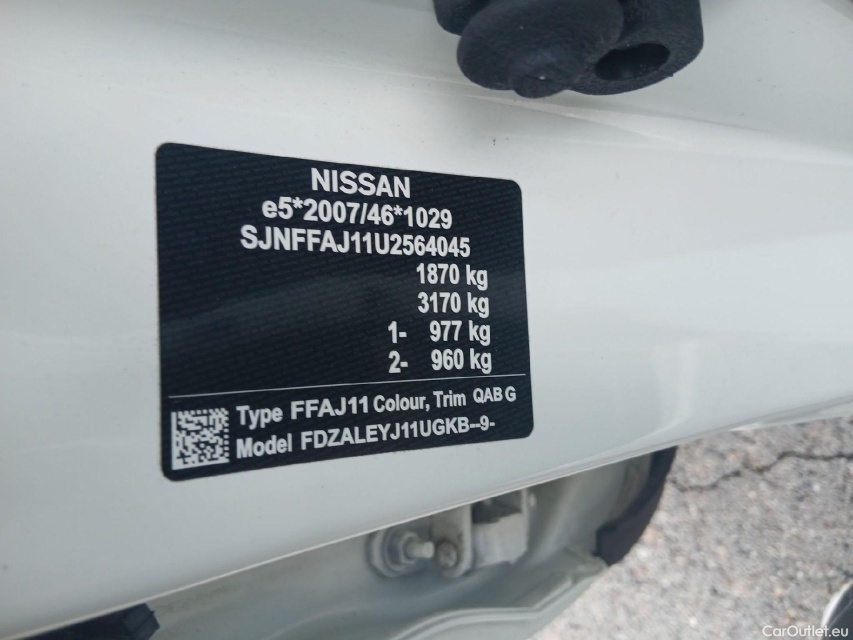 NISSAN
e5*2007/46*1029
SJNFFAJ11U2564045
1870 kg
3170 kg
1- 977 kg
2- 960 kg
Type FFAJ11 Colour, Trim QAB G
Model FDZALEYJ11UGKB--9-
CarOutlet.eu